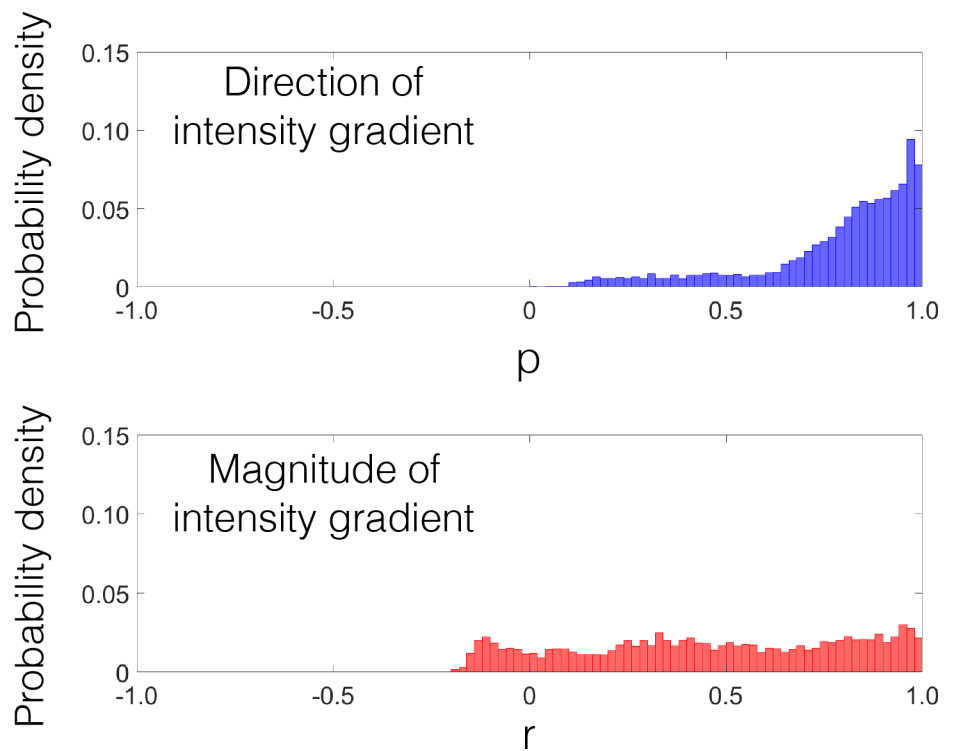 Probability density
0.15
0.10
0.05
0
Direction of
intensity gradient
-1.0
-0.5
0
0.5
1.0
p
Probability density
0.15
0.10
0.05
0
Magnitude of
intensity gradient
-1.0
-0.5
0
0.5
1.0
r